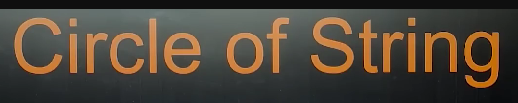 Circle of String